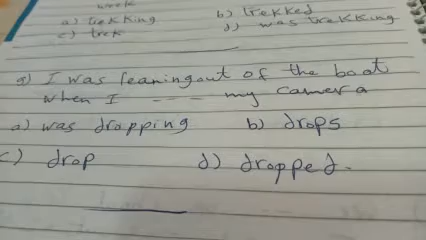 week
a) trekking b) trekked
c) trek d) was trekking
a) I was leaning out of the boat
when I ---- my camera
a) was dropping b) drops
c) drop d) dropped.